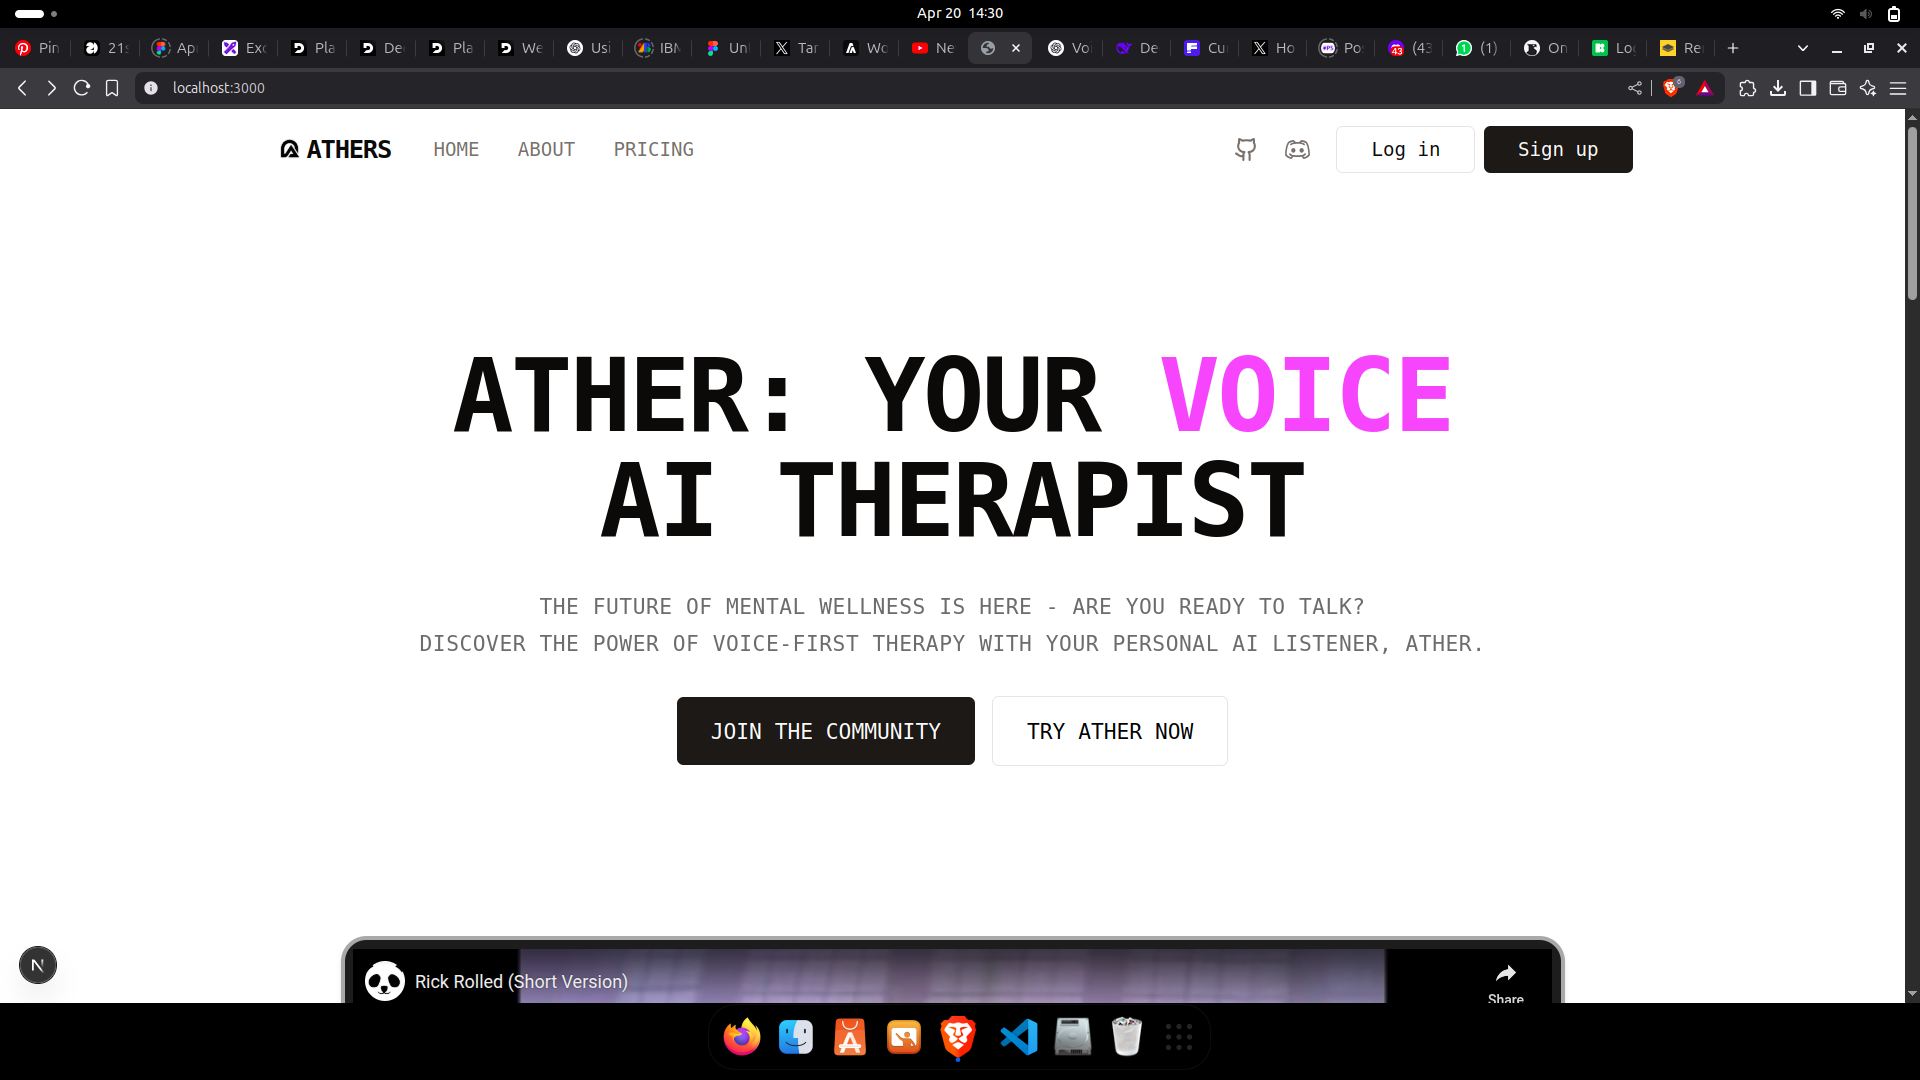 Apr 20 14:30
Pin
21s
Ap
Exc
Pla
De
Pla
We
Usi
IBM
Un
Tar
Wo
Ne
Vo
De
Cu
Ho
Po
(43
(1)
On
Lo
Re
localhost:3000
ATHERS HOME ABOUT PRICING Log in Sign up
ATHER: YOUR VOICE
AI THERAPIST
THE FUTURE OF MENTAL WELLNESS IS HERE - ARE YOU READY TO TALK?
DISCOVER THE POWER OF VOICE-FIRST THERAPY WITH YOUR PERSONAL AI LISTENER, ATHER.
JOIN THE COMMUNITY TRY ATHER NOW
Rick Rolled (Short Version)
Share